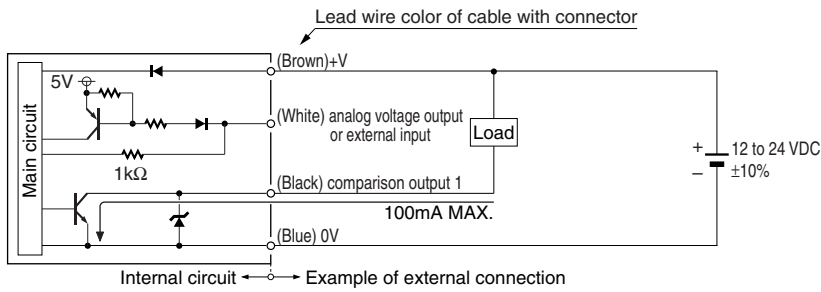 Lead wire color of cable with connector
(Brown)+V
5V
(White) analog voltage output
or external input
Load
Main circuit
1kΩ
+
12 to 24 VDC
–
±10%
(Black) comparison output 1
100mA MAX.
(Blue) 0V
Internal circuit
Example of external connection